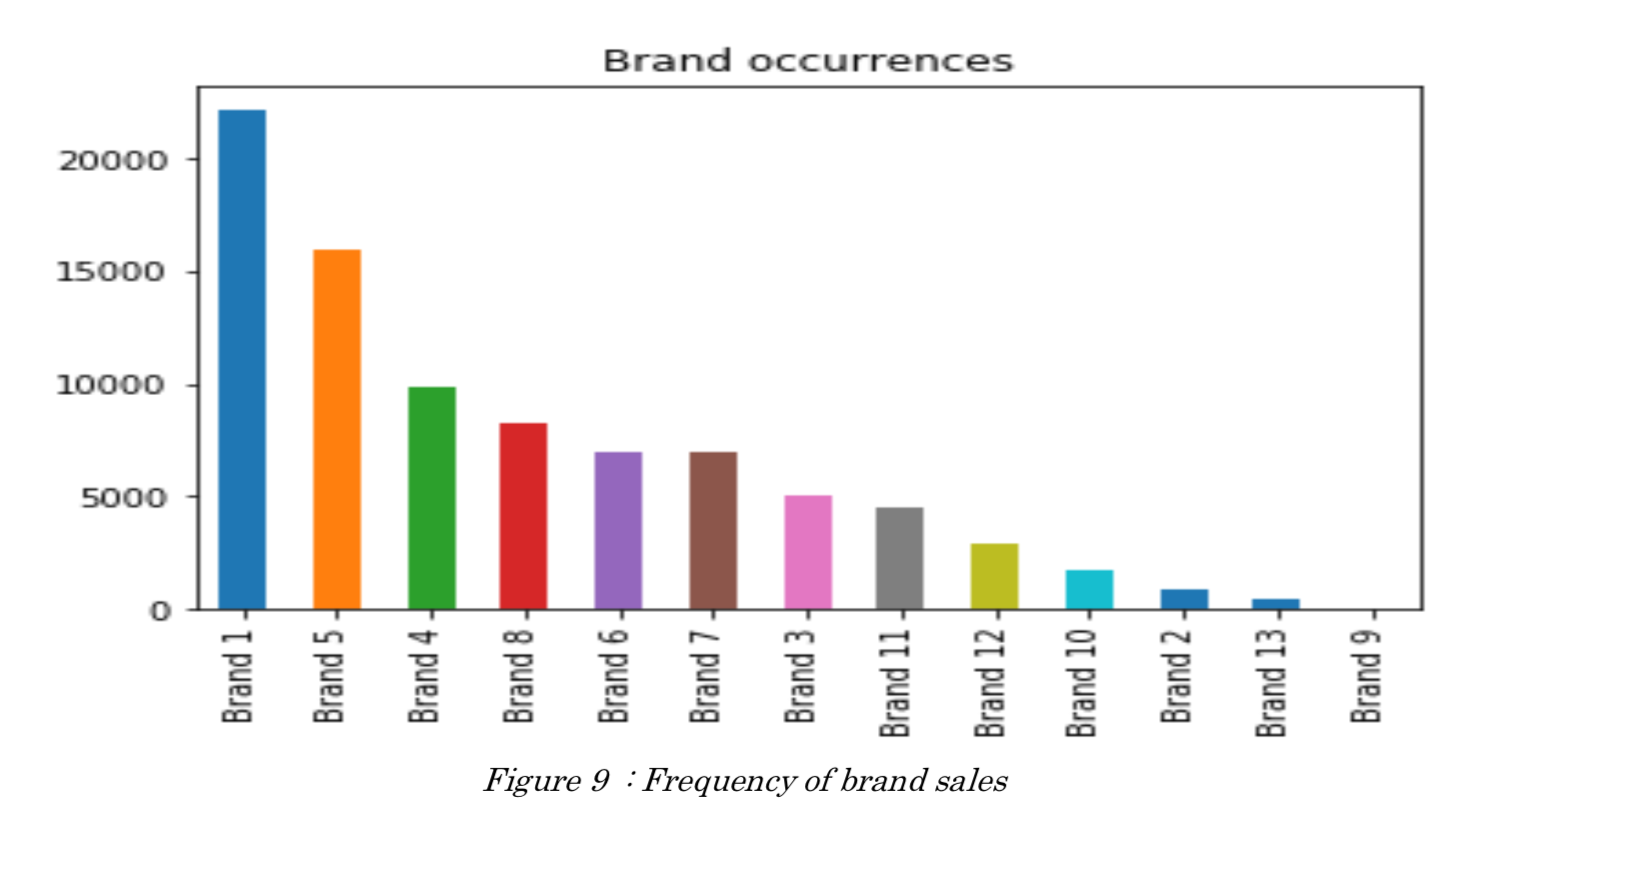 Brand occurrences
20000
15000
10000
5000
0
Brand 1
Brand 5
Brand 4
Brand 8
Brand 6
Brand 7
Brand 3
Brand 11
Brand 12
Brand 10
Brand 2
Brand 13
Brand 9
Figure 9 : Frequency of brand sales